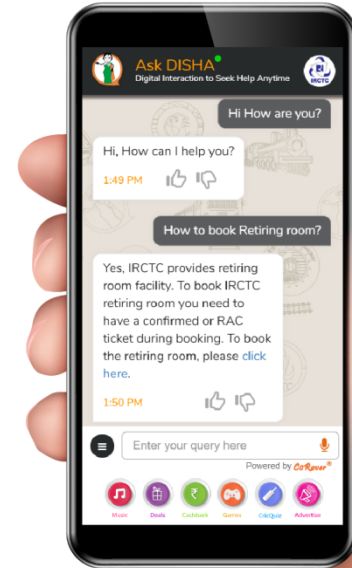 Ask DISHA
Digital Interaction to Seek Help Anytime
IRCTC
Hi How are you?
Hi, How can I help you?
1:49 PM
How to book Retiring room?
Yes, IRCTC provides retiring
room facility. To book IRCTC
retiring room you need to
have a confirmed or RAC
ticket during booking. To book
the retiring room, please click
here.
1:50 PM
Enter your query here
Powered by CoRover®
Music Deals Cashback Games CricQuiz Advertise